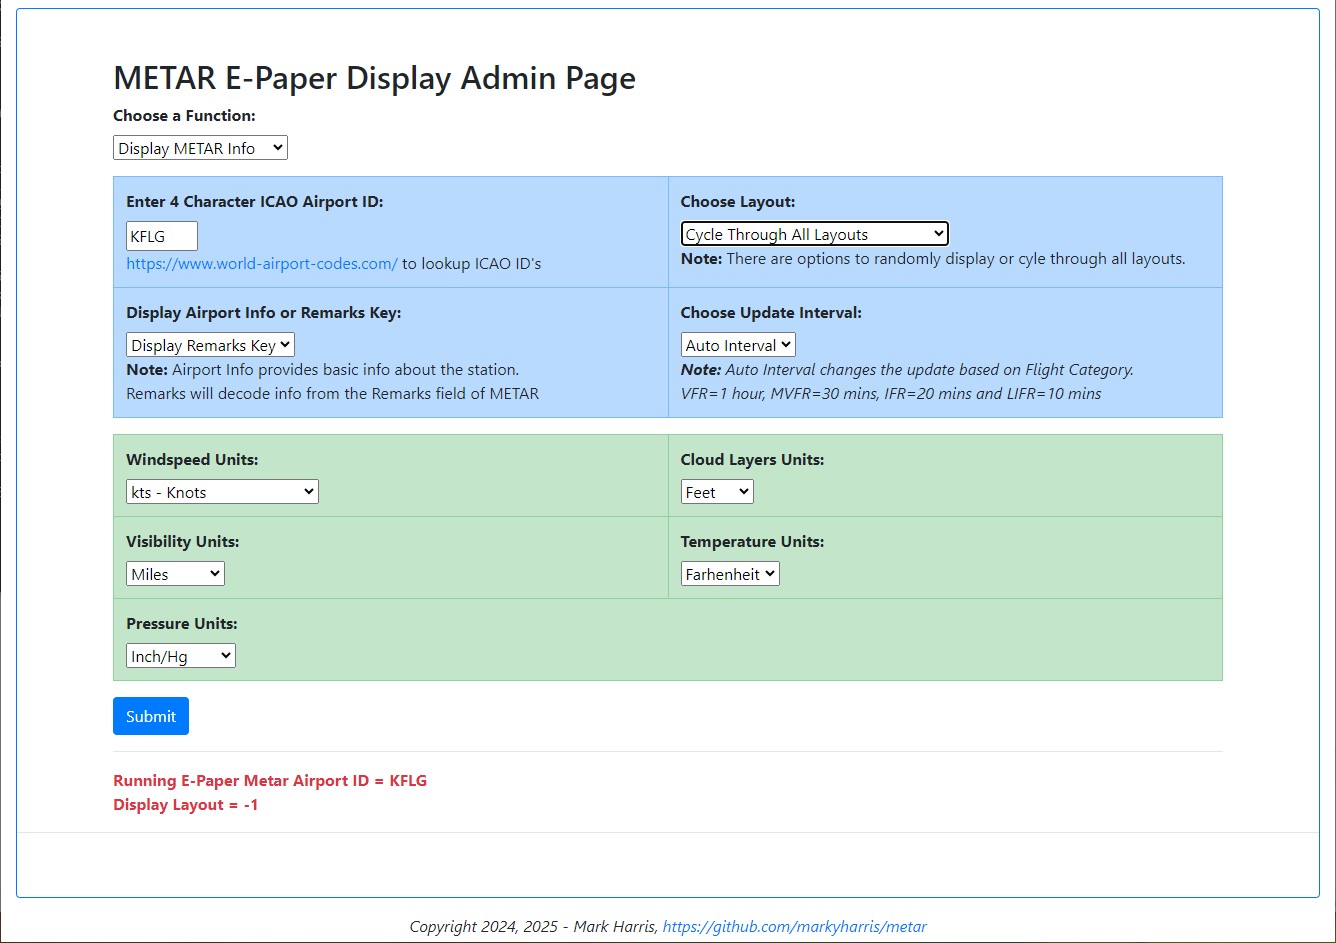 METAR E-Paper Display Admin Page
Choose a Function:
Display METAR Info
Enter 4 Character ICAO Airport ID:
KFLG
https://www.world-airport-codes.com/ to lookup ICAO ID's
Choose Layout:
Cycle Through All Layouts
Note: There are options to randomly display or cyle through all layouts.
Display Airport Info or Remarks Key:
Display Remarks Key
Note: Airport Info provides basic info about the station.
Remarks will decode info from the Remarks field of METAR
Choose Update Interval:
Auto Interval
Note: Auto Interval changes the update based on Flight Category.
VFR=1 hour, MVFR=30 mins, IFR=20 mins and LIFR=10 mins
Windspeed Units:
kts - Knots
Cloud Layers Units:
Feet
Visibility Units:
Miles
Temperature Units:
Farhenheit
Pressure Units:
Inch/Hg
Submit
Running E-Paper Metar Airport ID = KFLG
Display Layout = -1
Copyright 2024, 2025 - Mark Harris, https://github.com/markyharris/metar